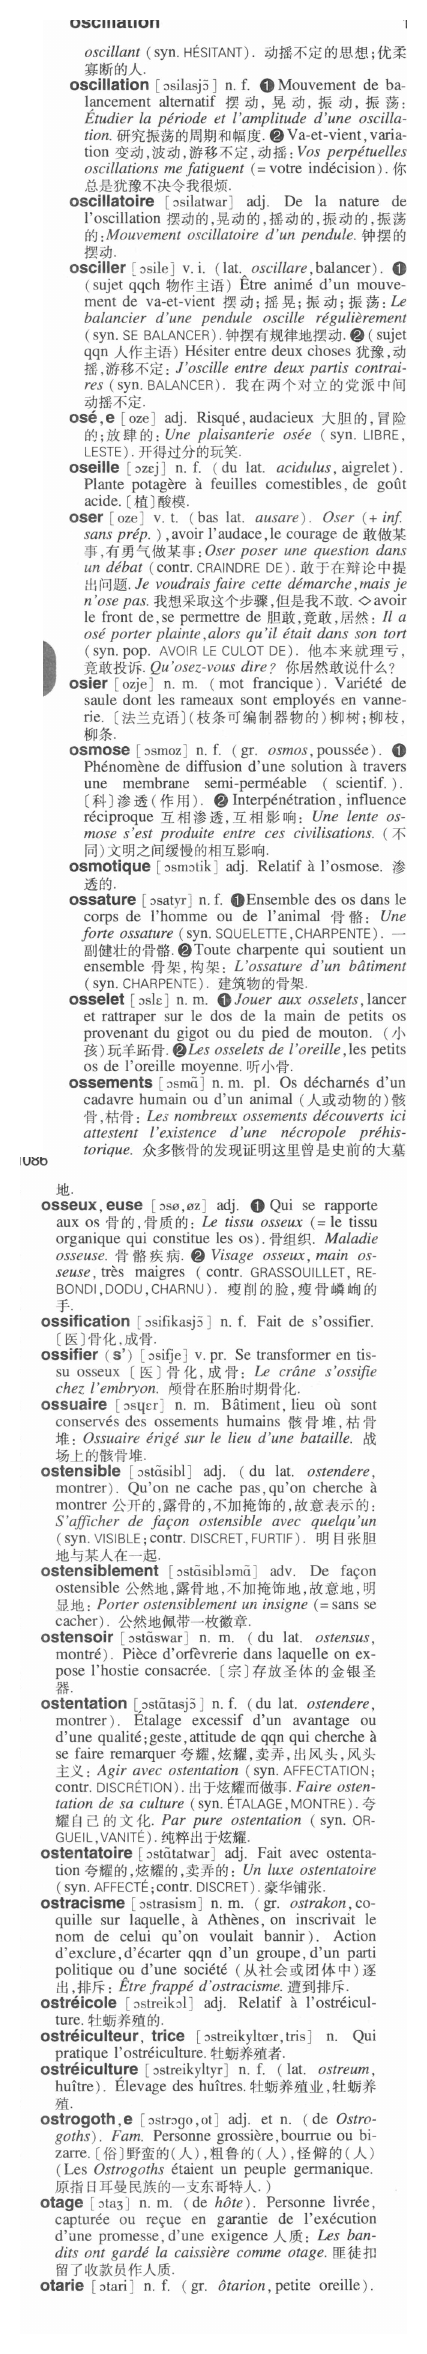 oscillation 1
oscillant (syn. HÉSITANT). 动摇不定的思想;优柔
寡断的人.
oscillation [ɔsilasjɔ̃] n. f. ❶ Mouvement de ba-
lancement alternatif 摆动, 晃动, 振动, 振荡:
Étudier la période et l'amplitude d'une oscilla-
tion. 研究振荡的周期和幅度. ❷ Va-et-vient, varia-
tion 变动,波动,游移不定,动摇: Vos perpétuelles
oscillations me fatiguent (= votre indécision). 你
总是犹豫不决令我很烦.
oscillatoire [ɔsilatwar] adj. De la nature de
l'oscillation 摆动的,晃动的,摇动的,振动的,振荡
的: Mouvement oscillatoire d'un pendule. 钟摆的
摆动.
osciller [ɔsile] v. i. (lat. oscillare, balancer). ❶
(sujet qqch 物作主语) Être animé d'un mouve-
ment de va-et-vient 摆动; 摇晃; 振动; 振荡: Le
balancier d'une pendule oscille régulièrement
(syn. SE BALANCER). 钟摆有规律地摆动. ❷ (sujet
qqn 人作主语) Hésiter entre deux choses 犹豫,动
摇,游移不定: J'oscille entre deux partis contrai-
res (syn. BALANCER). 我在两个对立的党派中间
动摇不定.
osé, e [oze] adj. Risqué, audacieux 大胆的,冒险
的;放肆的: Une plaisanterie osée (syn. LIBRE,
LESTE). 开得过分的玩笑.
oseille [ɔzɛj] n. f. (du lat. acidulus, aigrelet).
Plante potagère à feuilles comestibles, de goût
acide. [植]酸模.
oser [oze] v. t. (bas lat. ausare). Oser (+ inf.
sans prép.), avoir l'audace, le courage de 敢做某
事,有勇气做某事: Oser poser une question dans
un débat (contr. CRAINDRE DE). 敢于在辩论中提
出问题. Je voudrais faire cette démarche, mais je
n'ose pas. 我想采取这个步骤,但是我不敢. ◇ avoir
le front de, se permettre de 胆敢,竟敢,居然: Il a
osé porter plainte, alors qu'il était dans son tort
(syn. pop. AVOIR LE CULOT DE). 他本来就理亏,
竟敢投诉. Qu'osez-vous dire? 你居然敢说什么?
osier [ozje] n. m. (mot francique). Variété de
saule dont les rameaux sont employés en vanne-
rie. [法兰克语](枝条可编制器物的)柳树;柳枝,
柳条.
osmose [ɔsmoz] n. f. (gr. osmos, poussée). ❶
Phénomène de diffusion d'une solution à travers
une membrane semi-perméable (scientif.).
[科]渗透(作用). ❷ Interpénétration, influence
réciproque 互相渗透,互相影响: Une lente os-
mose s'est produite entre ces civilisations. (不
同)文明之间缓慢的相互影响.
osmotique [ɔsmɔtik] adj. Relatif à l'osmose. 渗
透的.
ossature [ɔsatyr] n. f. ❶ Ensemble des os dans le
corps de l'homme ou de l'animal 骨骼: Une
forte ossature (syn. SQUELETTE, CHARPENTE). 一
副健壮的骨骼. ❷ Toute charpente qui soutient un
ensemble 骨架,构架: L'ossature d'un bâtiment
(syn. CHARPENTE). 建筑物的骨架.
osselet [ɔslɛ] n. m. ❶ Jouer aux osselets, lancer
et rattraper sur le dos de la main de petits os
provenant du gigot ou du pied de mouton. (小
孩)玩羊跖骨. ❷ Les osselets de l'oreille, les petits
os de l'oreille moyenne. 听小骨.
ossements [ɔsmɑ̃] n. m. pl. Os décharnés d'un
cadavre humain ou d'un animal (人或动物的)骸
骨,枯骨: Les nombreux ossements découverts ici
attestent l'existence d'une nécropole préhis-
torique. 众多骸骨的发现证明这里曾是史前的大墓
1086
地.
osseux, euse [ɔsø, øz] adj. ❶ Qui se rapporte
aux os 骨的,骨质的: Le tissu osseux (= le tissu
organique qui constitue les os). 骨组织. Maladie
osseuse. 骨骼疾病. ❷ Visage osseux, main os-
seuse, très maigres (contr. GRASSOUILLET, RE-
BONDI, DODU, CHARNU). 瘦削的脸,瘦骨嶙峋的
手.
ossification [ɔsifikasjɔ̃] n. f. Fait de s'ossifier.
[医]骨化,成骨.
ossifier (s') [ɔsifje] v. pr. Se transformer en tis-
su osseux [医]骨化,成骨: Le crâne s'ossifie
chez l'embryon. 颅骨在胚胎时期骨化.
ossuaire [ɔsɥɛr] n. m. Bâtiment, lieu où sont
conservés des ossements humains 骸骨堆,枯骨
堆: Ossuaire érigé sur le lieu d'une bataille. 战
场上的骸骨堆.
ostensible [ɔstɑ̃sibl] adj. (du lat. ostendere,
montrer). Qu'on ne cache pas, qu'on cherche à
montrer 公开的,露骨的,不加掩饰的,故意表示的:
S'afficher de façon ostensible avec quelqu'un
(syn. VISIBLE; contr. DISCRET, FURTIF). 明目张胆
地与某人在一起.
ostensiblement [ɔstɑ̃sibləmɑ̃] adv. De façon
ostensible 公然地,露骨地,不加掩饰地,故意地,明
显地: Porter ostensiblement un insigne (= sans se
cacher). 公然地佩带一枚徽章.
ostensoir [ɔstɑ̃swar] n. m. (du lat. ostensus,
montré). Pièce d'orfèvrerie dans laquelle on ex-
pose l'hostie consacrée. [宗]存放圣体的金银圣
器.
ostentation [ɔstɑ̃tasjɔ̃] n. f. (du lat. ostendere,
montrer). Étalage excessif d'un avantage ou
d'une qualité; geste, attitude de qqn qui cherche à
se faire remarquer 夸耀,炫耀,卖弄,出风头,风头
主义: Agir avec ostentation (syn. AFFECTATION;
contr. DISCRÉTION). 出于炫耀而做事. Faire osten-
tation de sa culture (syn. ÉTALAGE, MONTRE). 夸
耀自己的文化. Par pure ostentation (syn. OR-
GUEIL, VANITÉ). 纯粹出于炫耀.
ostentatoire [ɔstɑ̃tatwar] adj. Fait avec ostenta-
tion 夸耀的,炫耀的,卖弄的: Un luxe ostentatoire
(syn. AFFECTÉ; contr. DISCRET). 豪华铺张.
ostracisme [ɔstrasism] n. m. (gr. ostrakon, co-
quille sur laquelle, à Athènes, on inscrivait le
nom de celui qu'on voulait bannir). Action
d'exclure, d'écarter qqn d'un groupe, d'un parti
politique ou d'une société (从社会或团体中)逐
出,排斥: Être frappé d'ostracisme. 遭到排斥.
ostréicole [ɔstreikɔl] adj. Relatif à l'ostréicul-
ture. 牡蛎养殖的.
ostréiculteur, trice [ɔstreikyltœr, tris] n. Qui
pratique l'ostréiculture. 牡蛎养殖者.
ostréiculture [ɔstreikyltyr] n. f. (lat. ostreum,
huître). Élevage des huîtres. 牡蛎养殖业,牡蛎养
殖.
ostrogoth, e [ɔstrɔgo, ɔt] adj. et n. (de Ostro-
goths). Fam. Personne grossière, bourrue ou bi-
zarre. [俗]野蛮的(人),粗鲁的(人),怪僻的(人)
(Les Ostrogoths étaient un peuple germanique.
原指日耳曼民族的一支东哥特人.)
otage [ɔtaʒ] n. m. (de hôte). Personne livrée,
capturée ou reçue en garantie de l'exécution
d'une promesse, d'une exigence 人质: Les ban-
dits ont gardé la caissière comme otage. 匪徒扣
留了收款员作人质.
otarie [ɔtari] n. f. (gr. ôtarion, petite oreille).